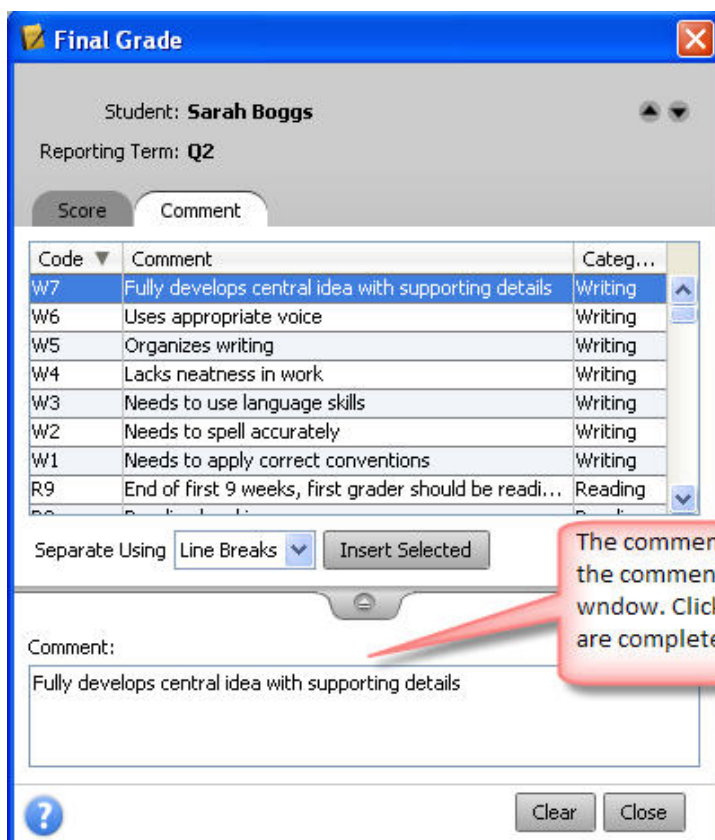 Final Grade
Student: Sarah Boggs
Reporting Term: Q2
Score Comment
Code Comment Categ...
W7 Fully develops central idea with supporting details Writing
W6 Uses appropriate voice Writing
W5 Organizes writing Writing
W4 Lacks neatness in work Writing
W3 Needs to use language skills Writing
W2 Needs to spell accurately Writing
W1 Needs to apply correct conventions Writing
R9 End of first 9 weeks, first grader should be readi... Reading
Separate Using Line Breaks Insert Selected
The commen
the commen
wndow. Click
are complete
Comment:
Fully develops central idea with supporting details
? Clear Close